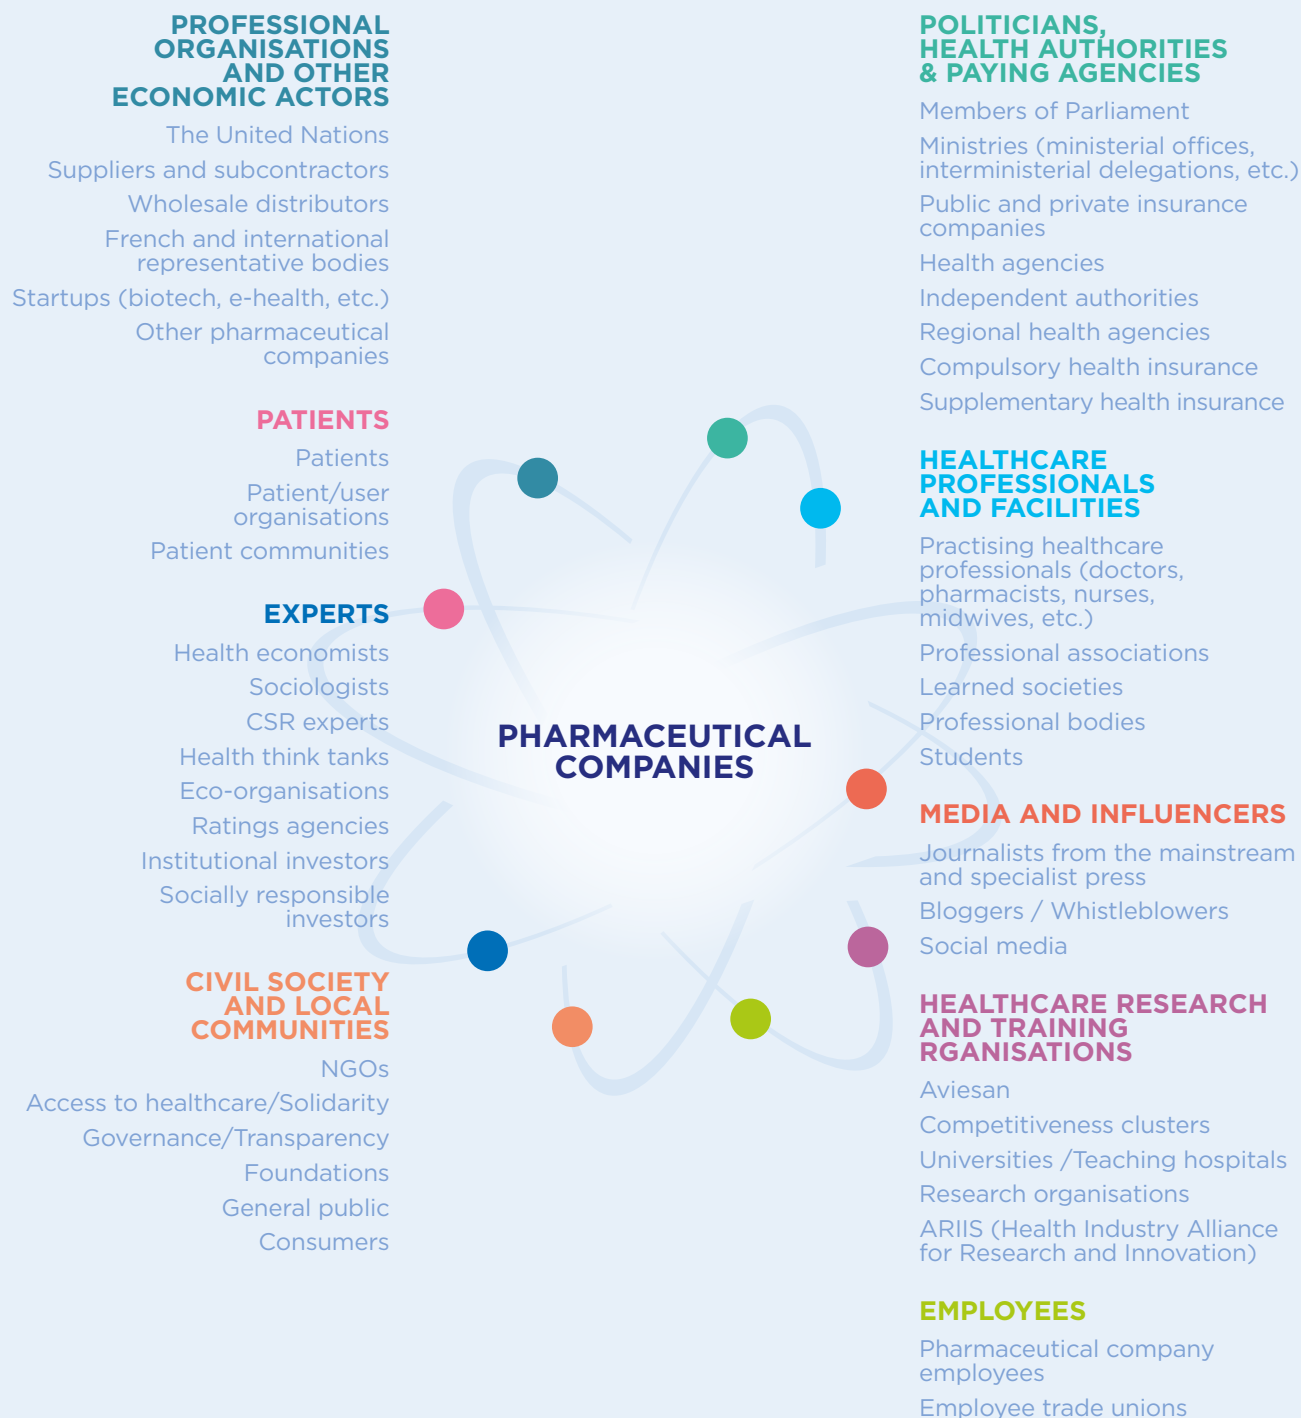 PROFESSIONAL
ORGANISATIONS
AND OTHER
ECONOMIC ACTORS
The United Nations
Suppliers and subcontractors
Wholesale distributors
French and international
representative bodies
Startups (biotech, e-health, etc.)
Other pharmaceutical
companies
PATIENTS
Patients
Patient/user
organisations
Patient communities
EXPERTS
Health economists
Sociologists
CSR experts
Health think tanks
Eco-organisations
Ratings agencies
Institutional investors
Socially responsible
investors
CIVIL SOCIETY
AND LOCAL
COMMUNITIES
NGOs
Access to healthcare/Solidarity
Governance/Transparency
Foundations
General public
Consumers
PHARMACEUTICAL
COMPANIES
POLITICIANS,
HEALTH AUTHORITIES
& PAYING AGENCIES
Members of Parliament
Ministries (ministerial offices,
interministerial delegations, etc.)
Public and private insurance
companies
Health agencies
Independent authorities
Regional health agencies
Compulsory health insurance
Supplementary health insurance
HEALTHCARE
PROFESSIONALS
AND FACILITIES
Practising healthcare
professionals (doctors,
pharmacists, nurses,
midwives, etc.)
Professional associations
Learned societies
Professional bodies
Students
MEDIA AND INFLUENCERS
Journalists from the mainstream
and specialist press
Bloggers / Whistleblowers
Social media
HEALTHCARE RESEARCH
AND TRAINING
RGANISATIONS
Aviesan
Competitiveness clusters
Universities /Teaching hospitals
Research organisations
ARIIS (Health Industry Alliance
for Research and Innovation)
EMPLOYEES
Pharmaceutical company
employees
Employee trade unions